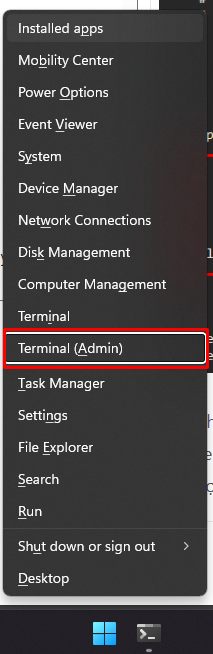 Installed apps
Mobility Center
Power Options
Event Viewer
System
Device Manager
Network Connections
Disk Management
Computer Management
Terminal
Terminal (Admin)
Task Manager
Settings
File Explorer
Search
Run
Shut down or sign out
Desktop